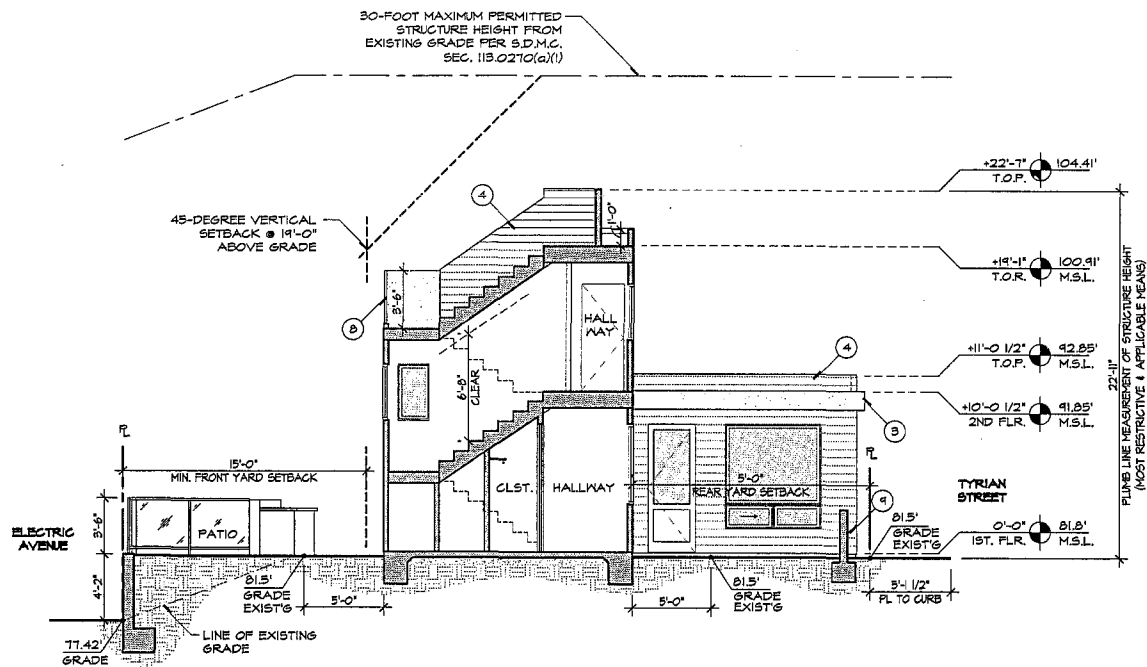 30-FOOT MAXIMUM PERMITTED
STRUCTURE HEIGHT FROM
EXISTING GRADE PER S.D.M.C.
SEC. 113.0270(a)(1)
45-DEGREE VERTICAL
SETBACK @ 19'-0"
ABOVE GRADE
4
+22'-7" 104.41'
T.O.P.
1'-0"
+19'-1" 100.91'
T.O.R. M.S.L.
8
3'-6"
HALL
WAY
4
+11'-0 1/2" 92.85'
T.O.P. M.S.L.
6'-8"
CLEAR
3
+10'-0 1/2" 91.85'
2ND FLR. M.S.L.
22'-11"
PLUMB LINE MEASUREMENT OF STRUCTURE HEIGHT
(MOST RESTRICTIVE & APPLICABLE MEANS)
PL
15'-0"
MIN. FRONT YARD SETBACK
CLST.
HALLWAY
5'-0"
REAR YARD SETBACK
PL
9
TYRIAN
STREET
ELECTRIC
AVENUE
3'-6"
PATIO
81.5'
GRADE
EXIST'G
0'-0" 81.8'
1ST. FLR. M.S.L.
4'-2"
81.5'
GRADE
EXIST'G
5'-0"
5'-0"
81.5'
GRADE
EXIST'G
5'-1 1/2"
PL TO CURB
77.42'
GRADE
LINE OF EXISTING
GRADE